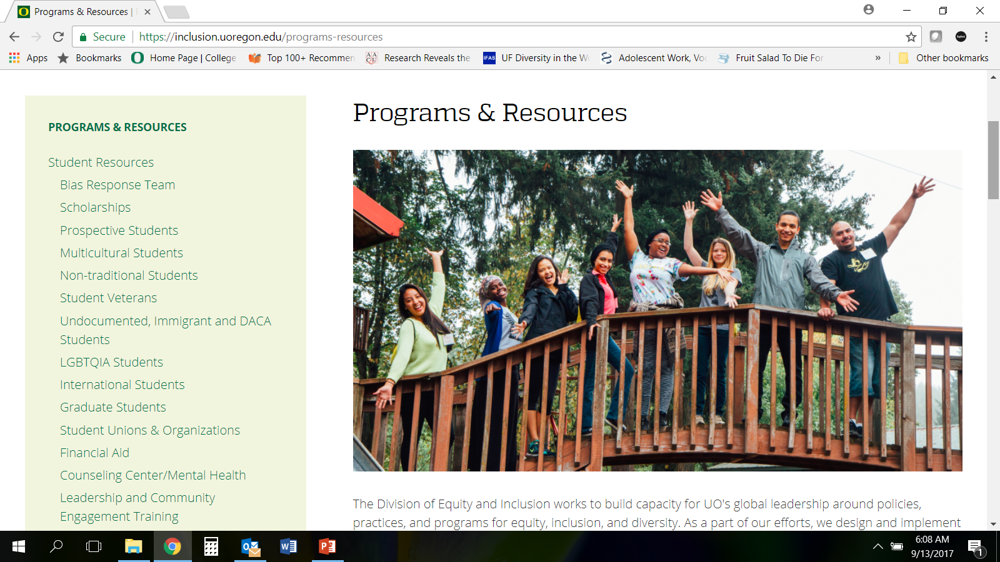 Programs & Resources |
Secure
https://inclusion.uoregon.edu/programs-resources
Apps
Bookmarks
Home Page | College
Top 100+ Recommen
Research Reveals the
IFAS
UF Diversity in the W
Adolescent Work, Vo
Fruit Salad To Die For
»
Other bookmarks
PROGRAMS & RESOURCES
Student Resources
Bias Response Team
Scholarships
Prospective Students
Multicultural Students
Non-traditional Students
Student Veterans
Undocumented, Immigrant and DACA
Students
LGBTQIA Students
International Students
Graduate Students
Student Unions & Organizations
Financial Aid
Counseling Center/Mental Health
Leadership and Community
Engagement Training
Programs & Resources
The Division of Equity and Inclusion works to build capacity for UO's global leadership around policies,
practices, and programs for equity, inclusion, and diversity. As a part of our efforts, we design and implement
6:08 AM
9/13/2017
1